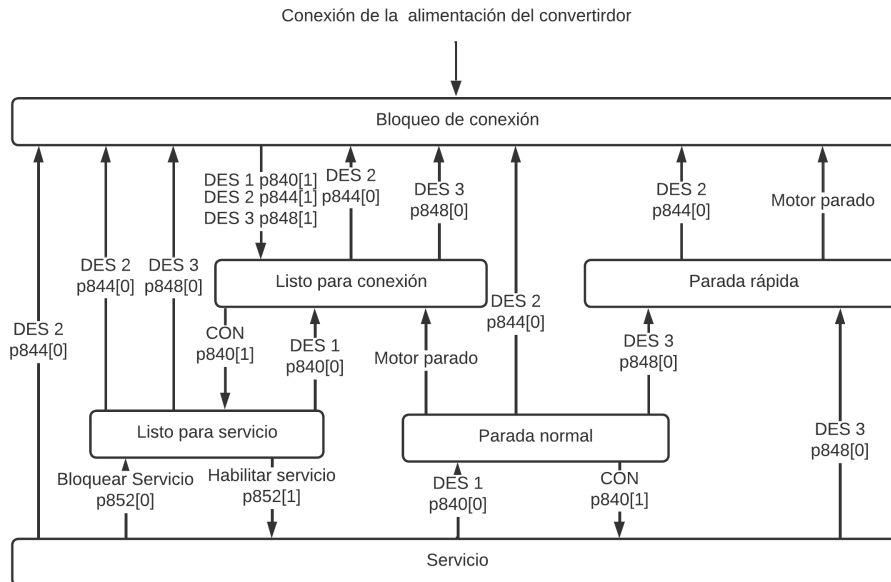 Conexión de la alimentación del convertirdor
Bloqueo de conexión
DES 1 p840[1]
DES 2 p844[1]
DES 3 p848[1]
DES 2
p844[0]
DES 3
p848[0]
DES 2
p844[0]
Motor parado
DES 2
p844[0]
DES 3
p848[0]
Listo para conexión
Parada rápida
DES 2
p844[0]
DES 2
p844[0]
CON
p840[1]
DES 1
p840[0]
Motor parado
DES 3
p848[0]
Listo para servicio
Parada normal
DES 3
p848[0]
Bloquear Servicio
p852[0]
Habilitar servicio
p852[1]
DES 1
p840[0]
CON
p840[1]
Servicio